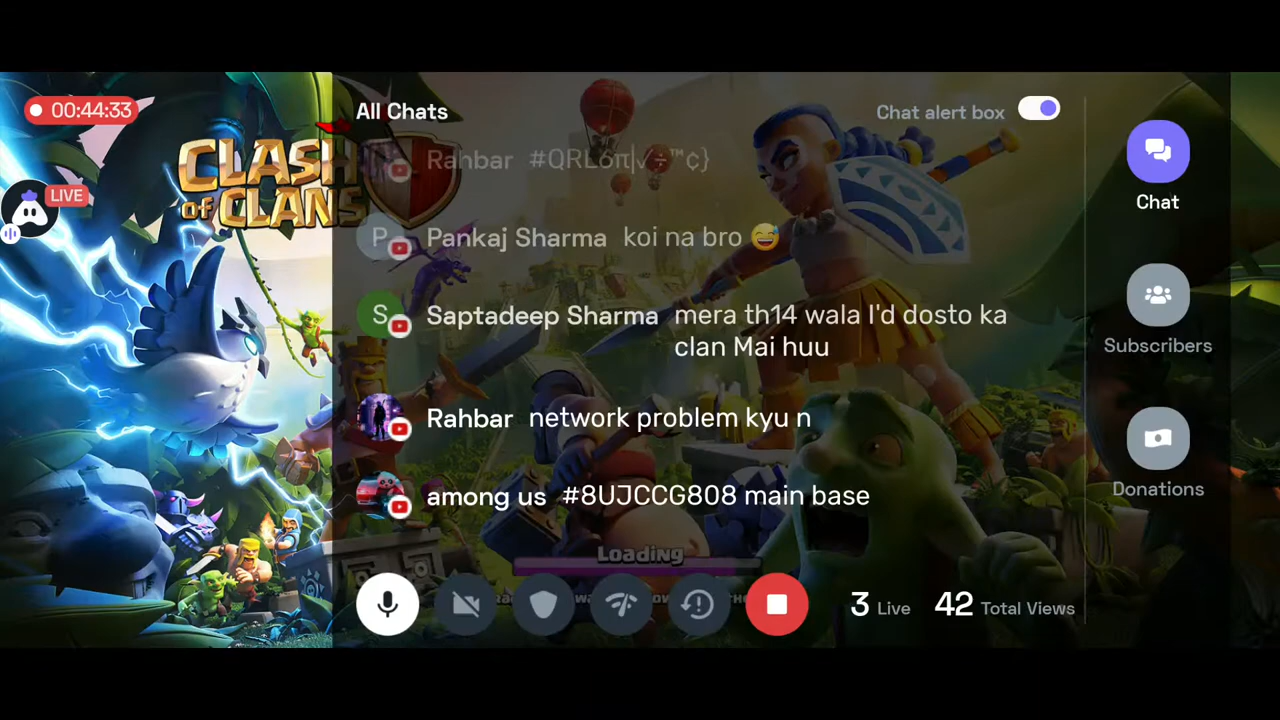 00:44:33
All Chats
Chat alert box
CLASH
of CLANS
LIVE
Rahbar #QRL6π|√÷™¢}
P
Pankaj Sharma koi na bro 😅
Chat
S
Saptadeep Sharma mera th14 wala I'd dosto ka
clan Mai huu
Subscribers
Rahbar network problem kyu n
among us #8UJCCG808 main base
Donations
Loading
3 Live 42 Total Views